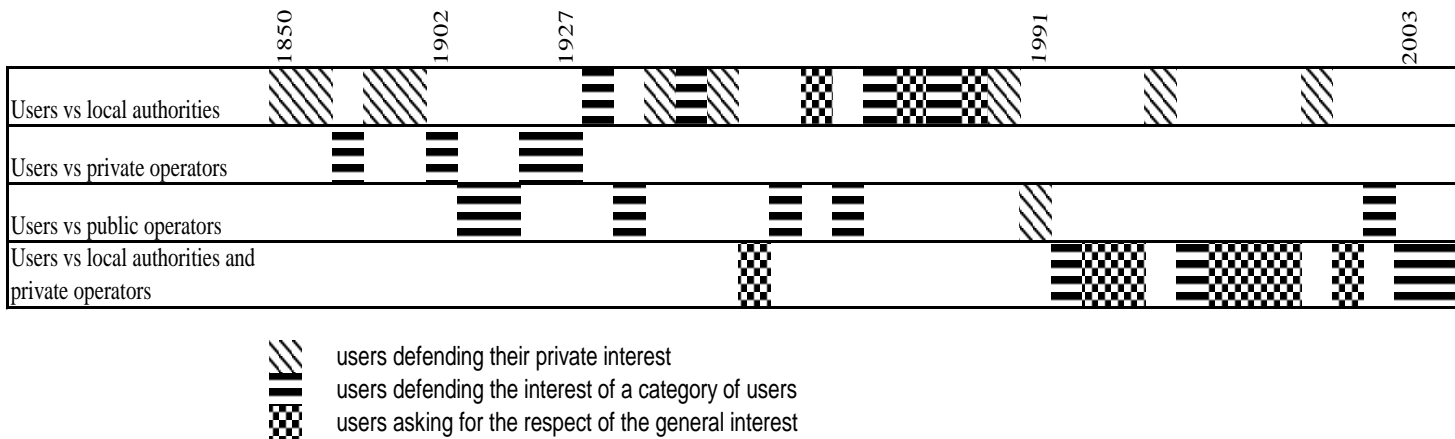 1850
1902
1927
1991
2003
Users vs local authorities
Users vs private operators
Users vs public operators
Users vs local authorities and
private operators
users defending their private interest
users defending the interest of a category of users
users asking for the respect of the general interest